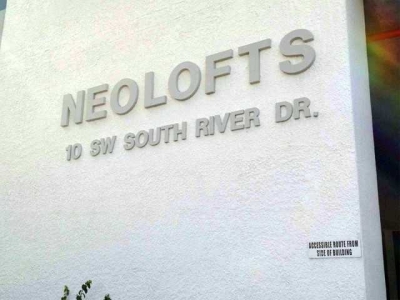 NEOLOFTS
10 SW SOUTH RIVER DR.
ACCESSIBLE ROUTE FROM
SIDE OF BUILDING